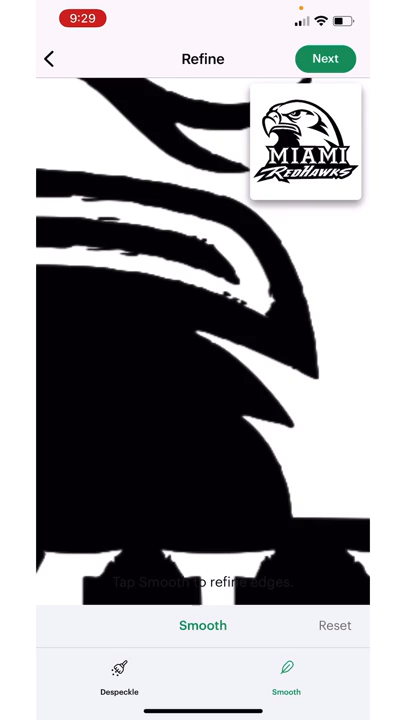 9:29
Refine
Next
MIAMI
REDHAWKS
Tap Smooth to refine edges.
Smooth
Reset
Despeckle
Smooth